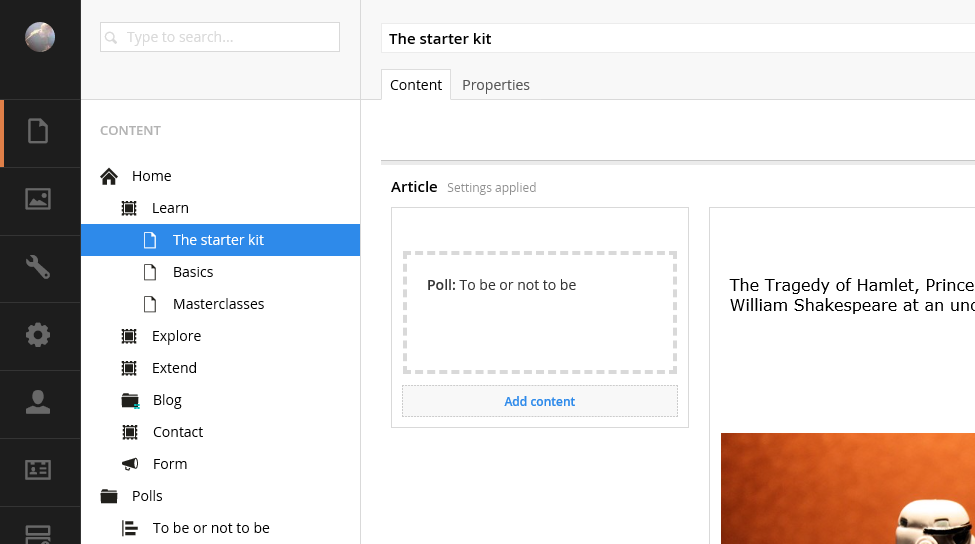 Type to search...
The starter kit
Content Properties
CONTENT
Home
Learn
The starter kit
Basics
Masterclasses
Explore
Extend
Blog
Contact
Form
Polls
To be or not to be
Article Settings applied
Poll: To be or not to be
Add content
The Tragedy of Hamlet, Prince
William Shakespeare at an unc